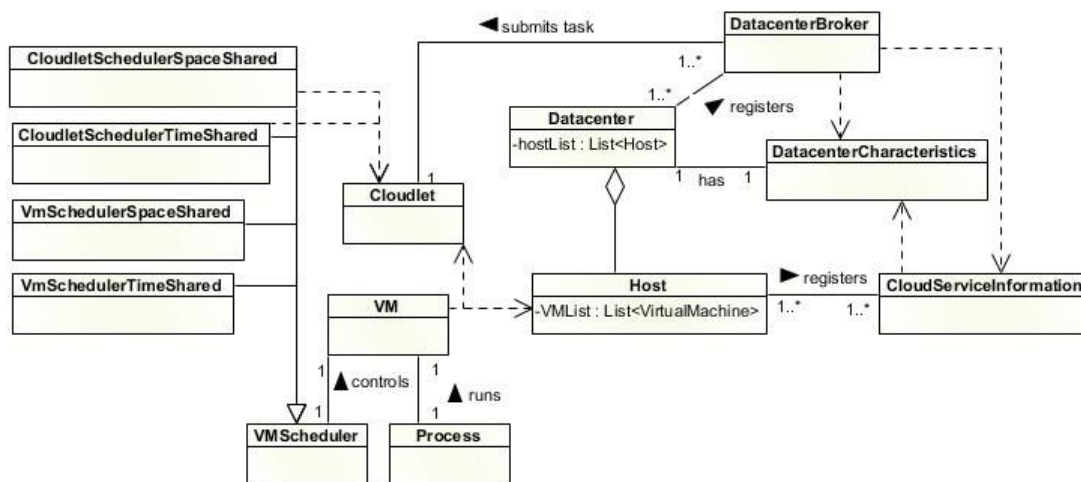 ◄ submits task
DatacenterBroker
CloudletSchedulerSpaceShared
1..*
1..*
► registers
Datacenter
-hostList : List<Host>
CloudletSchedulerTimeShared
DatacenterCharacteristics
1 has 1
1
Cloudlet
VmSchedulerSpaceShared
VmSchedulerTimeShared
Host
-VMList : List<VirtualMachine>
► registers
1..* 1..*
CloudServiceInformation
VM
1 ▲ controls 1 ▲ runs
1 1
VMScheduler
Process